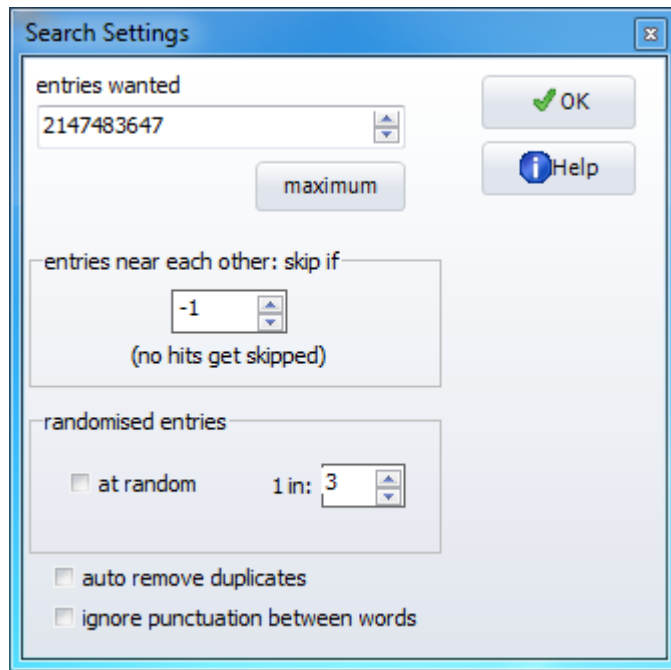 Search Settings
entries wanted
2147483647
OK
Help
maximum
entries near each other: skip if
-1
(no hits get skipped)
randomised entries
at random 1 in: 3
auto remove duplicates
ignore punctuation between words